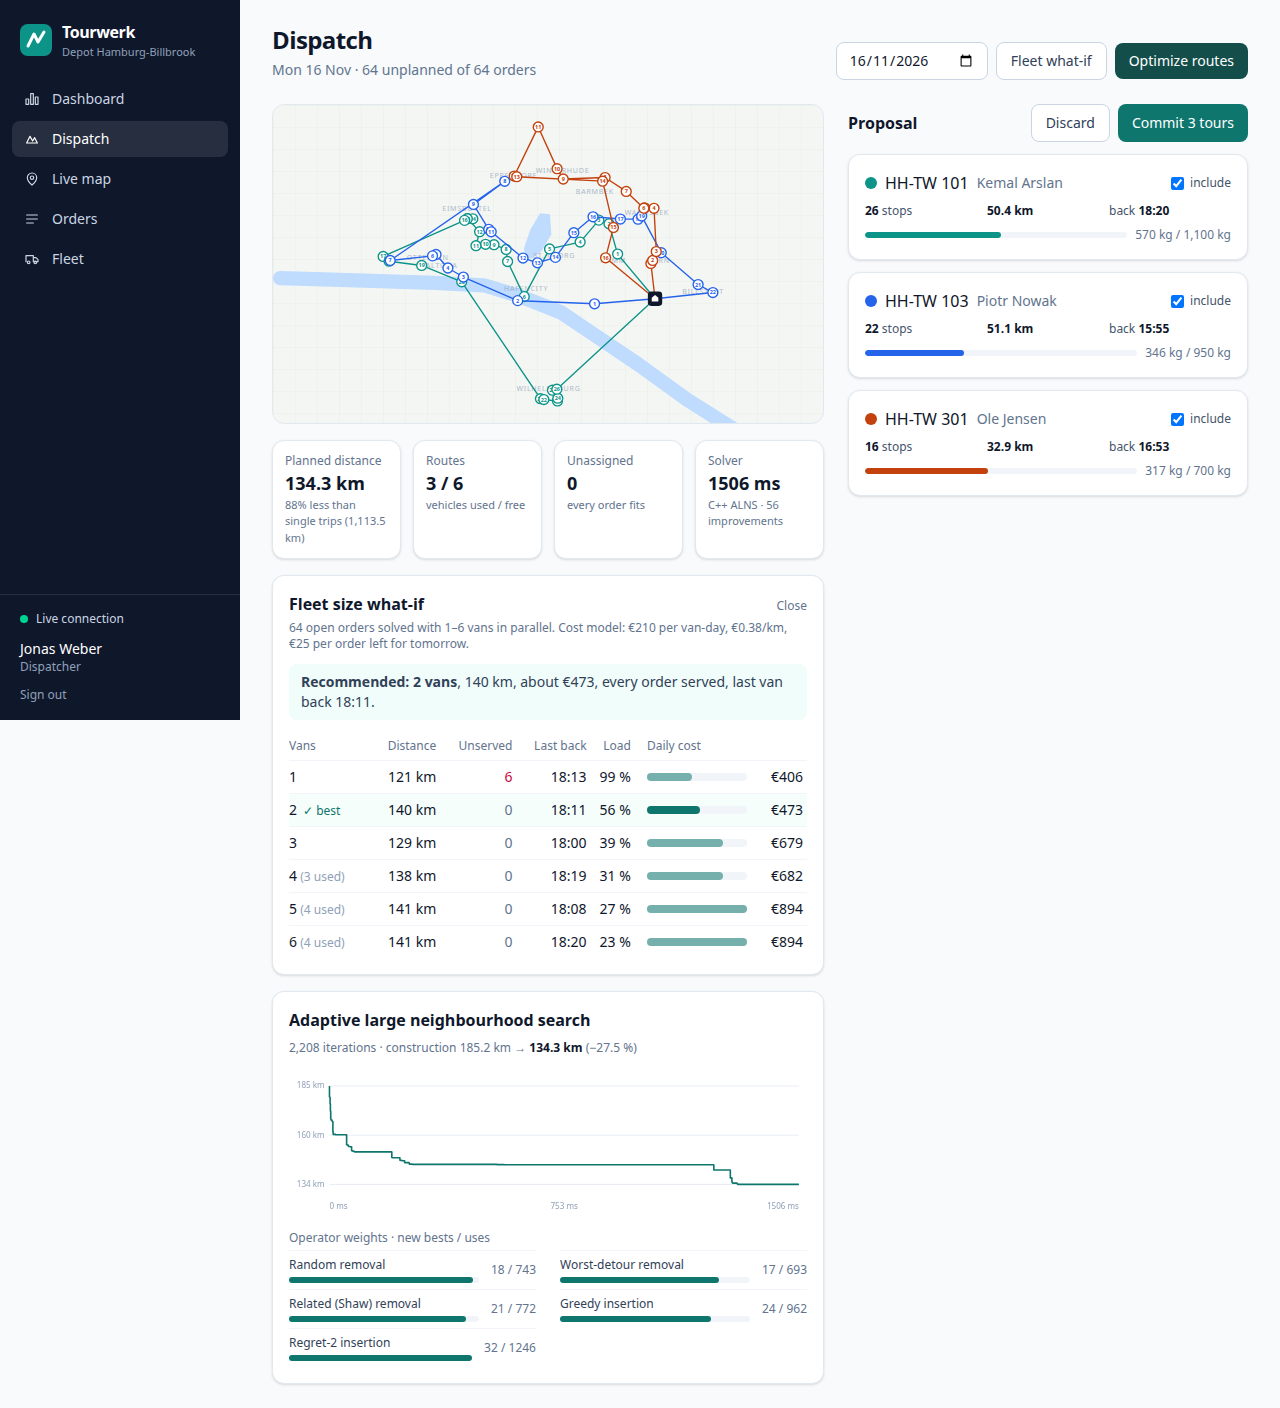 Tourwerk
Depot Hamburg-Billbrook
Dashboard
Dispatch
Live map
Orders
Fleet
Live connection
Jonas Weber
Dispatcher
Sign out
Dispatch
Mon 16 Nov · 64 unplanned of 64 orders
16/11/2026
Fleet what-if
Optimize routes
Planned distance
134.3 km
88% less than
single trips (1,113.5
km)
Routes
3 / 6
vehicles used / free
Unassigned
0
every order fits
Solver
1506 ms
C++ ALNS · 56
improvements
Fleet size what-if
Close
64 open orders solved with 1–6 vans in parallel. Cost model: €210 per van-day, €0.38/km,
€25 per order left for tomorrow.
Recommended: 2 vans, 140 km, about €473, every order served, last van
back 18:11.
Vans Distance Unserved Last back Load Daily cost
1 121 km 6 18:13 99 % €406
2 ✓ best 140 km 0 18:11 56 % €473
3 129 km 0 18:00 39 % €679
4 (3 used) 138 km 0 18:19 31 % €682
5 (4 used) 141 km 0 18:08 27 % €894
6 (4 used) 141 km 0 18:20 23 % €894
Adaptive large neighbourhood search
2,208 iterations · construction 185.2 km → 134.3 km (−27.5 %)
185 km
160 km
134 km
0 ms 753 ms 1506 ms
Operator weights · new bests / uses
Random removal 18 / 743
Worst-detour removal 17 / 693
Related (Shaw) removal 21 / 772
Greedy insertion 24 / 962
Regret-2 insertion 32 / 1246
Proposal
Discard
Commit 3 tours
HH-TW 101 Kemal Arslan include
26 stops 50.4 km back 18:20
570 kg / 1,100 kg
HH-TW 103 Piotr Nowak include
22 stops 51.1 km back 15:55
346 kg / 950 kg
HH-TW 301 Ole Jensen include
16 stops 32.9 km back 16:53
317 kg / 700 kg